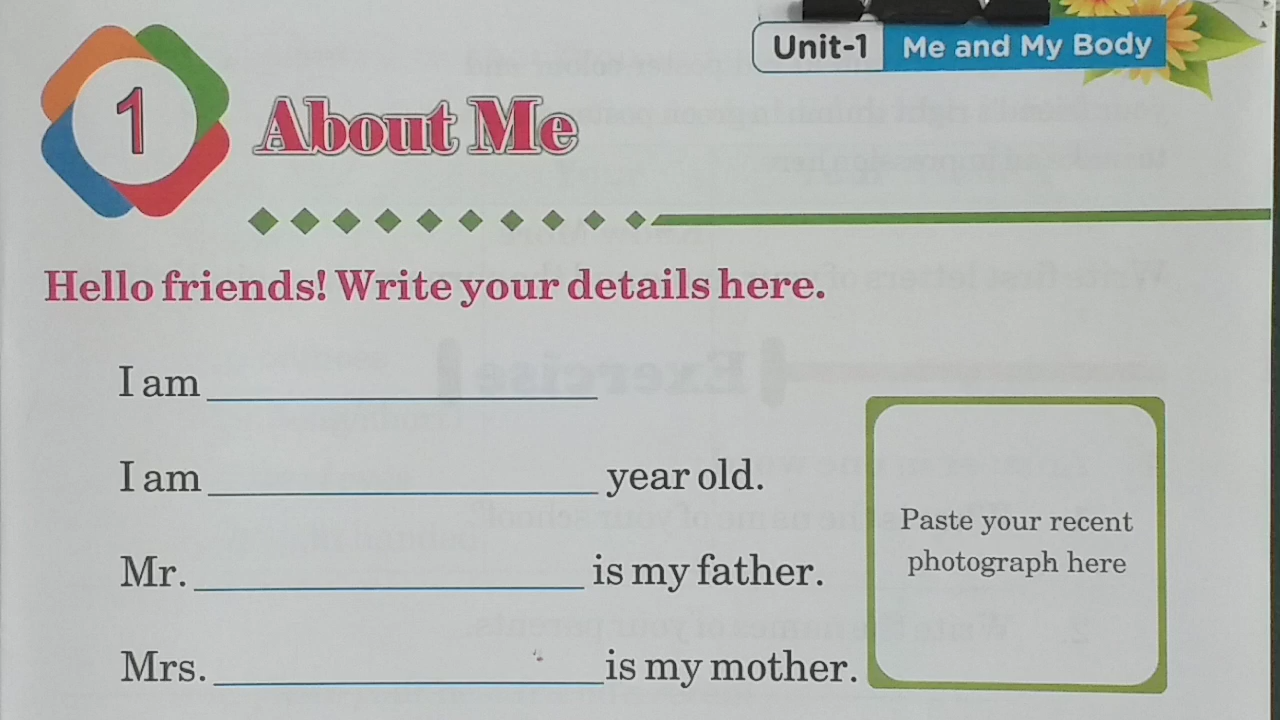 Unit-1 Me and My Body
1 About Me
Hello friends! Write your details here.
I am
I am year old.
Paste your recent
photograph here
Mr. is my father.
Mrs. is my mother.